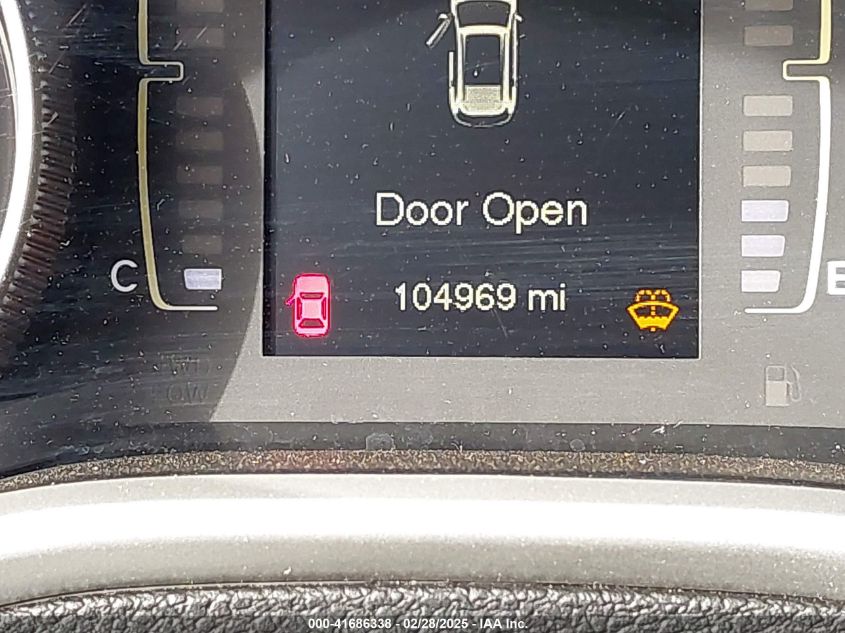 Door Open
C
104969 mi
E
000-41686338 - 02/28/2025 - IAA Inc.